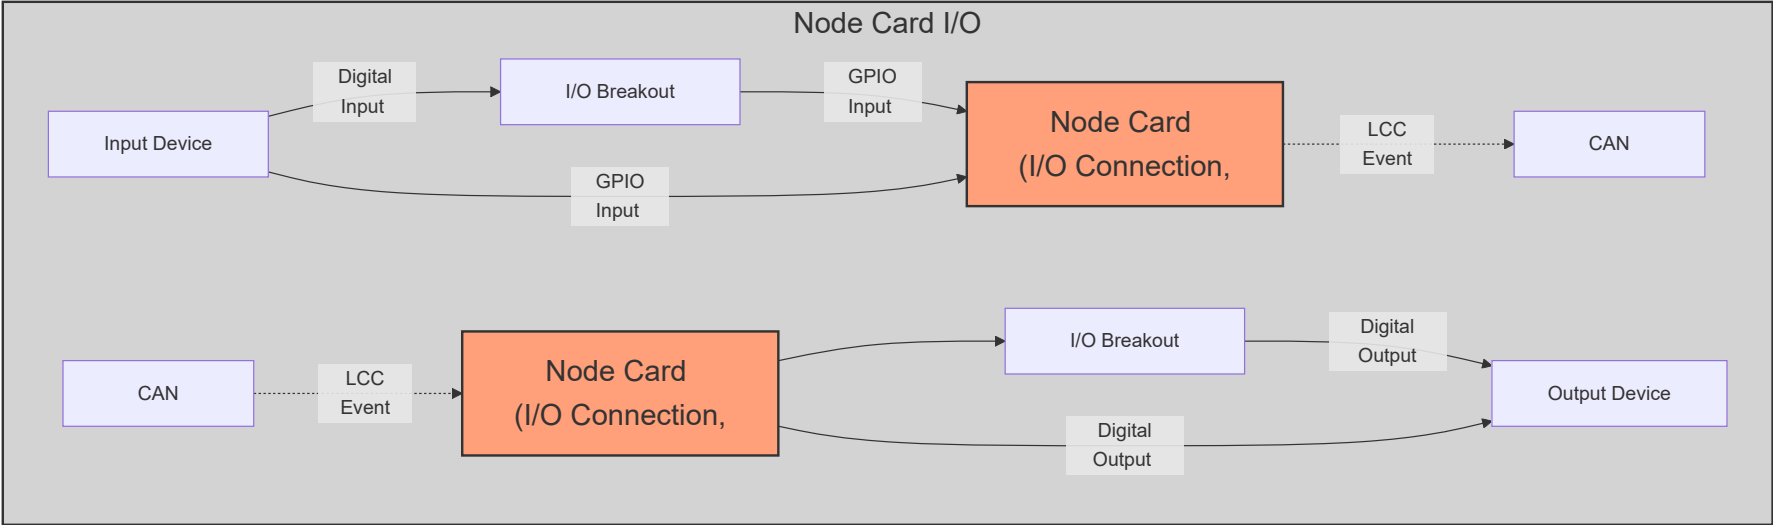 Node Card I/O
Digital
Input
I/O Breakout
GPIO
Input
Input Device
Node Card
(I/O Connection,
LCC
Event
CAN
GPIO
Input
CAN
LCC
Event
Node Card
(I/O Connection,
I/O Breakout
Digital
Output
Output Device
Digital
Output